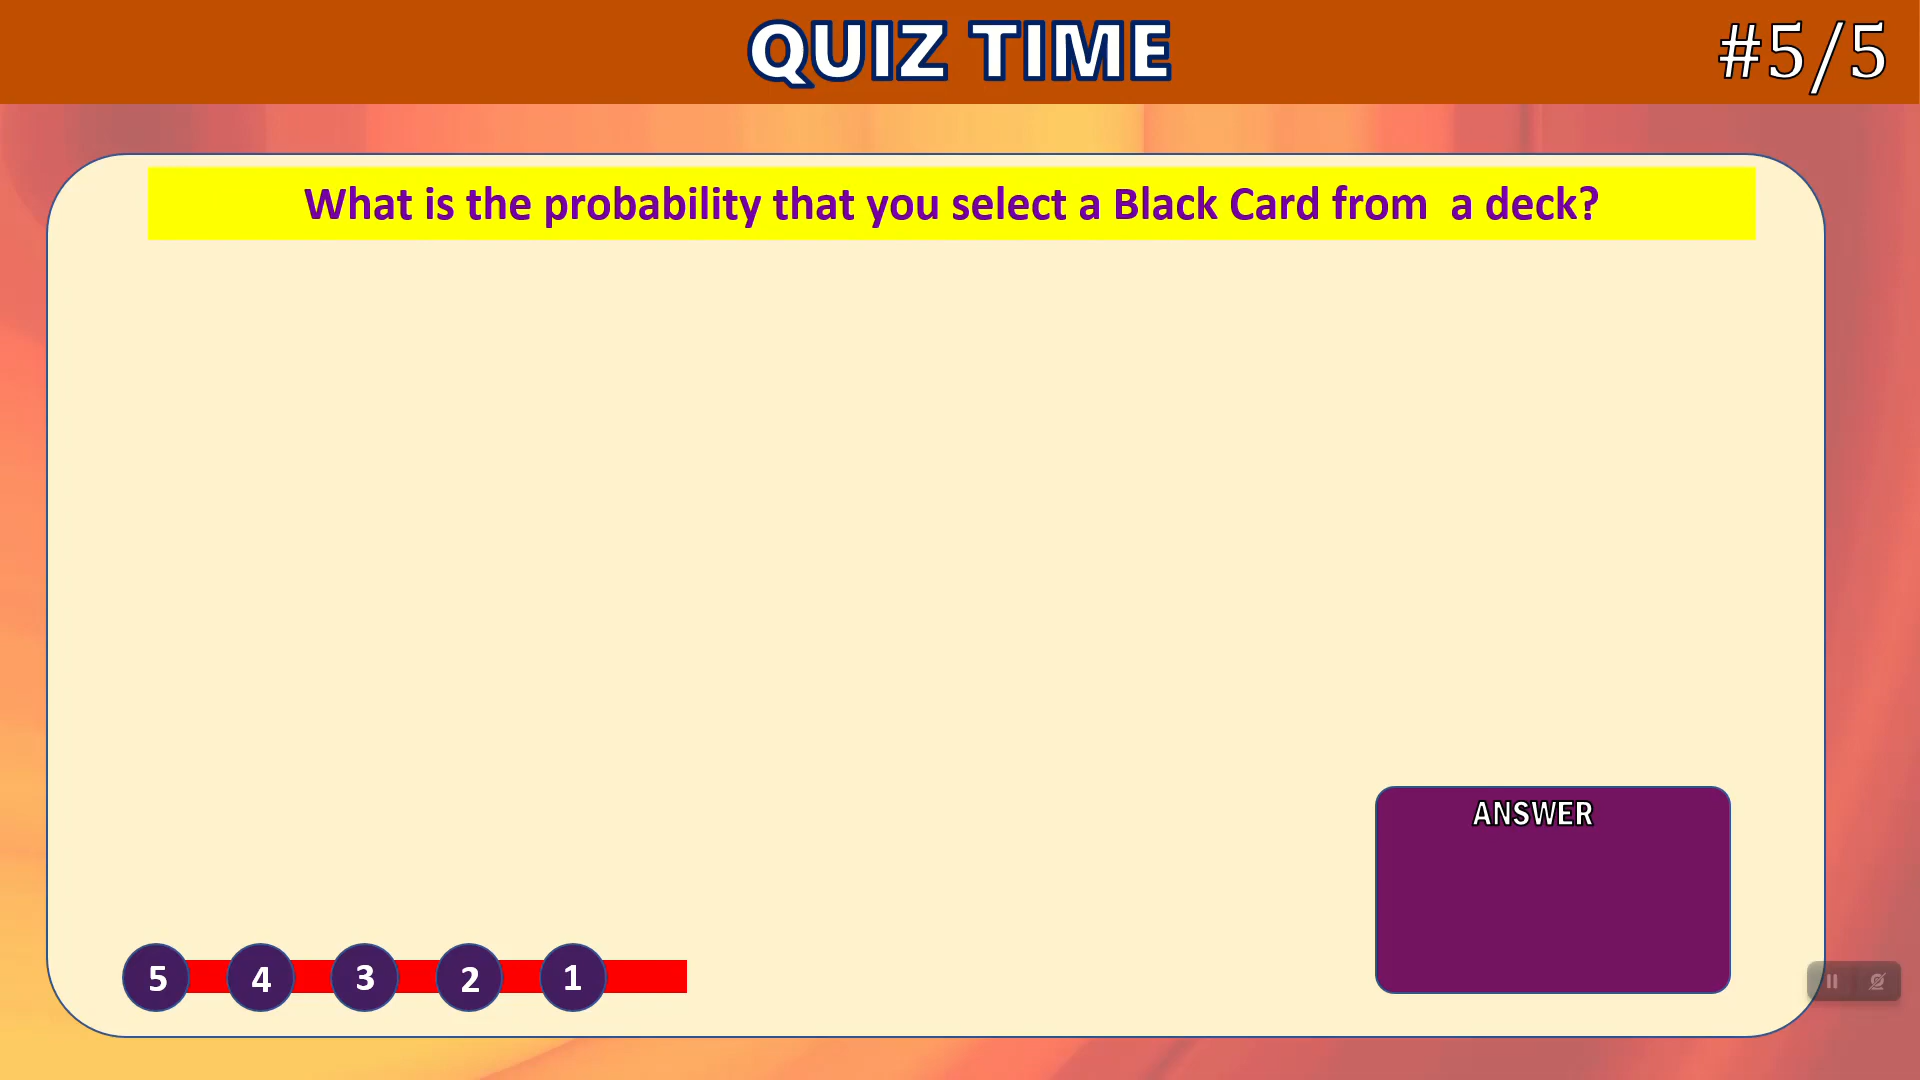 QUIZ TIME
#5/5
What is the probability that you select a Black Card from  a deck?
ANSWER
5 4 3 2 1